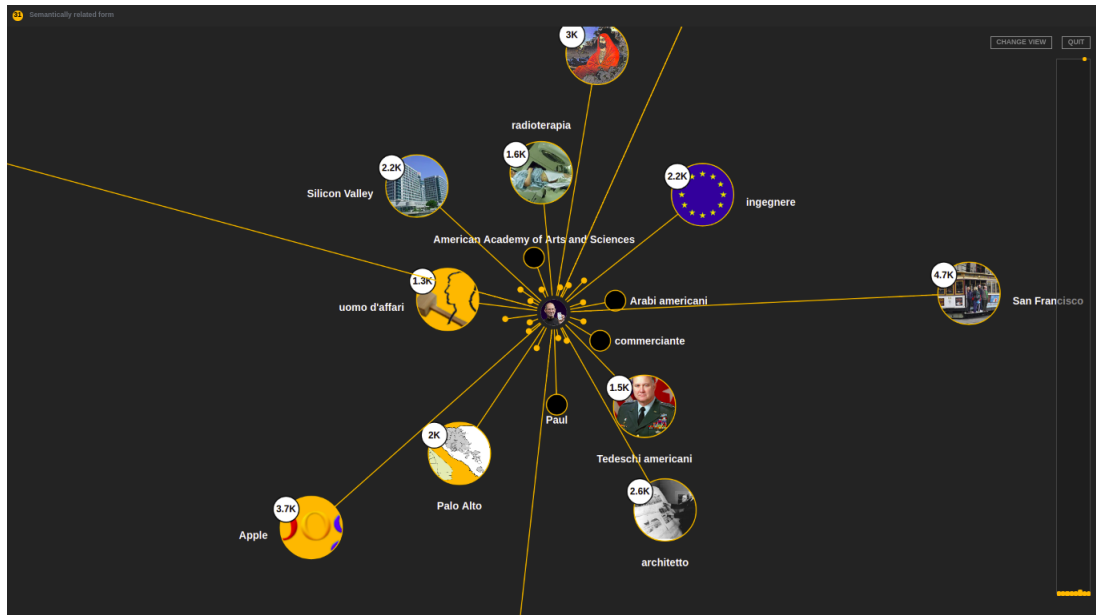 31 Semantically related form
CHANGE VIEW QUIT
3K
radioterapia
1.6K
2.2K
Silicon Valley
2.2K
ingegnere
American Academy of Arts and Sciences
1.3K
uomo d'affari
Arabi americani
4.7K
San Francisco
commerciante
1.5K
Tedeschi americani
Paul
2K
Palo Alto
2.6K
architetto
3.7K
Apple